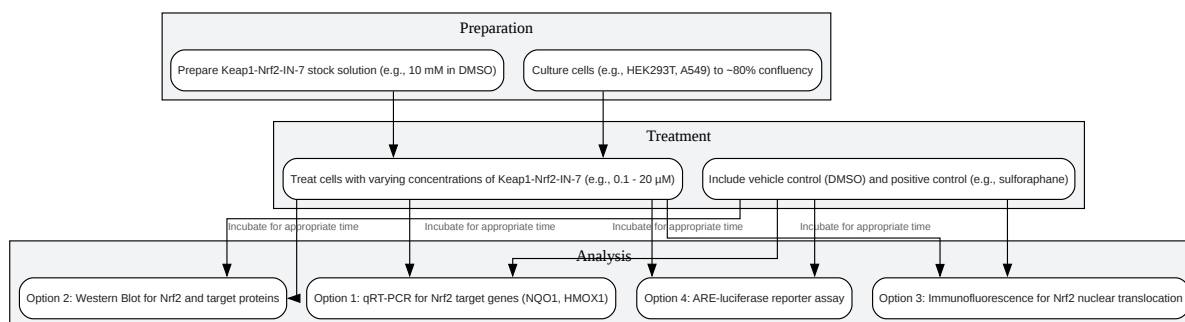 Preparation
Prepare Keap1-Nrf2-IN-7 stock solution (e.g., 10 mM in DMSO)
Culture cells (e.g., HEK293T, A549) to ~80% confluency
Treatment
Treat cells with varying concentrations of Keap1-Nrf2-IN-7 (e.g., 0.1 - 20 µM)
Include vehicle control (DMSO) and positive control (e.g., sulforaphane)
Incubate for appropriate time
Incubate for appropriate time
Incubate for appropriate time
Incubate for appropriate time
Analysis
Option 2: Western Blot for Nrf2 and target proteins
Option 1: qRT-PCR for Nrf2 target genes (NQO1, HMOX1)
Option 4: ARE-luciferase reporter assay
Option 3: Immunofluorescence for Nrf2 nuclear translocation